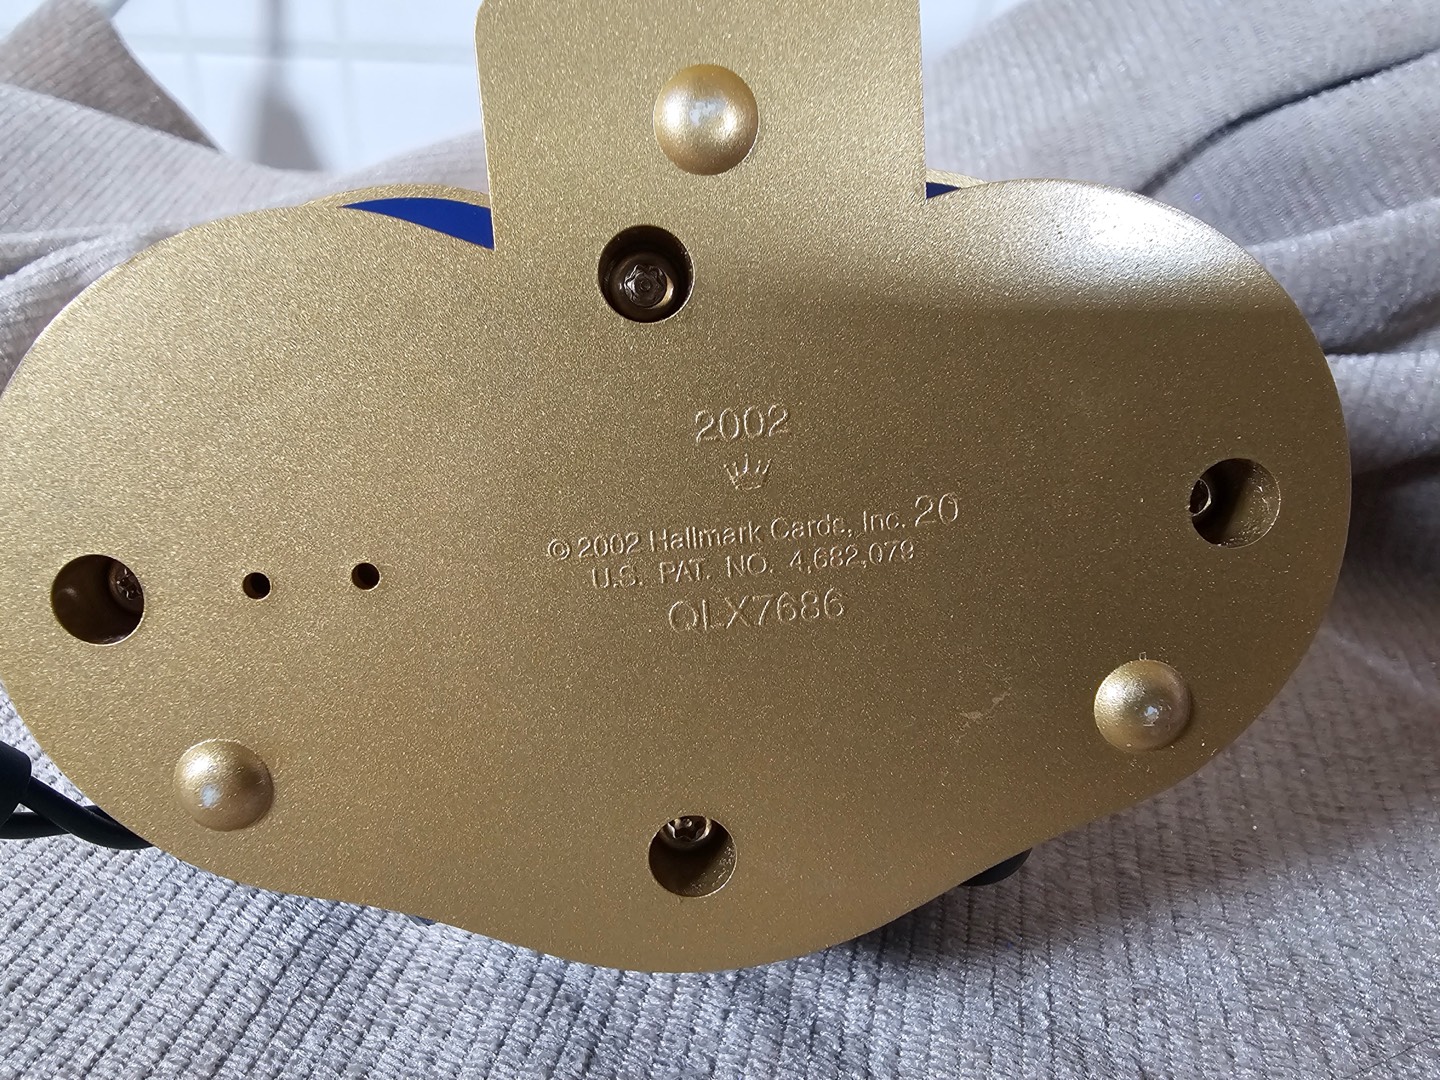 2002
© 2002 Hallmark Cards, Inc. 20
U.S. PAT. NO. 4,682,079
QLX7686